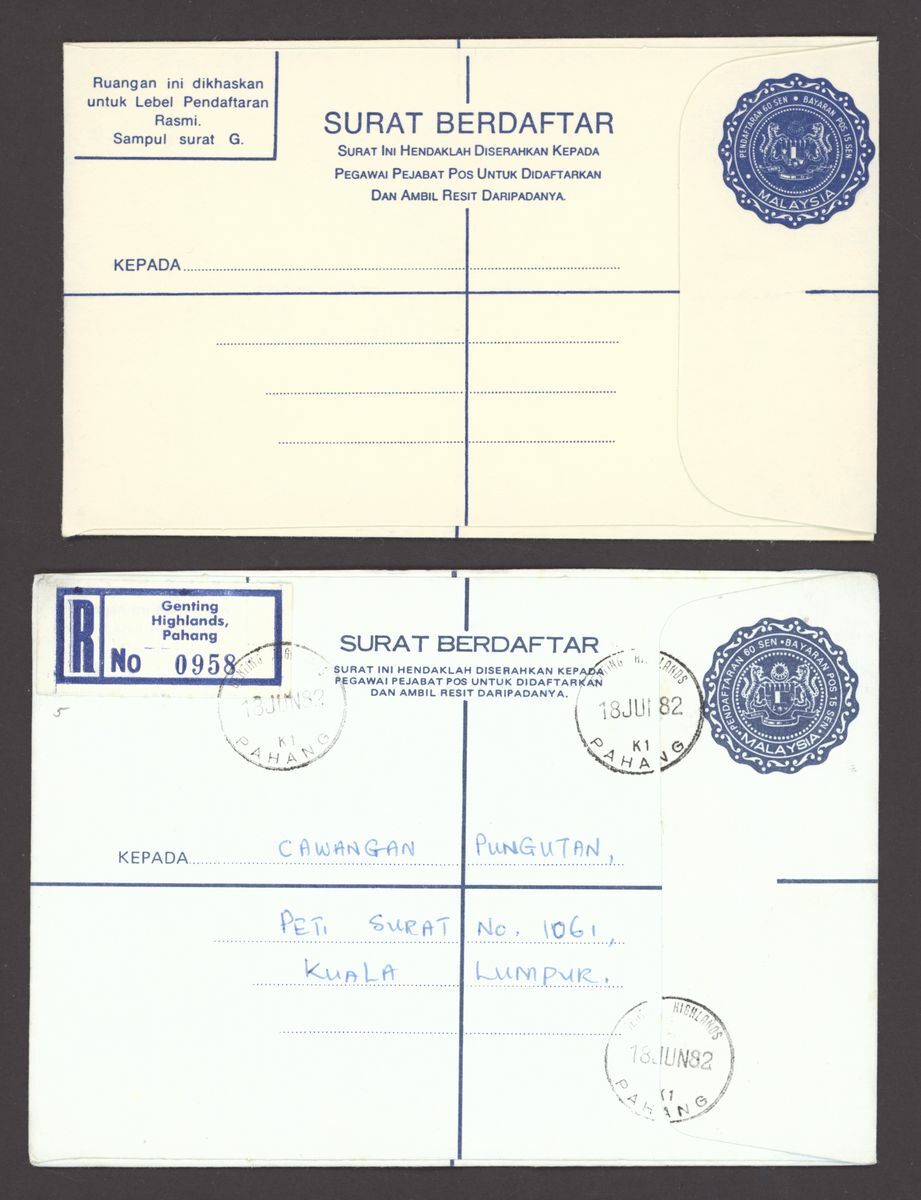 Ruangan ini dikhaskan
untuk Lebel Pendaftaran
Rasmi.
Sampul surat G.
SURAT BERDAFTAR
SURAT INI HENDAKLAH DISERAHKAN KEPADA
PEGAWAI PEJABAT POS UNTUK DIDAFTARKAN
DAN AMBIL RESIT DARIPADANYA.
PENDAFTARAN 60 SEN • BAYARAN POS 15 SEN
• MALAYSIA •
KEPADA
R
Genting
Highlands,
Pahang
No 0958
SURAT BERDAFTAR
SURAT INI HENDAKLAH DISERAHKAN KEPADA
PEGAWAI PEJABAT POS UNTUK DIDAFTARKAN
DAN AMBIL RESIT DARIPADANYA.
PENDAFTARAN 60 SEN • BAYARAN POS 15 SEN
• MALAYSIA •
18JUN82
K1
PAHANG
HIGHLANDS
18JUN82
K1
PAHANG
5
KEPADA CAWANGAN PUNGUTAN,
PETI SURAT No. 1061,
KUALA LUMPUR.
HIGHLANDS
18JUN82
K1
PAHANG